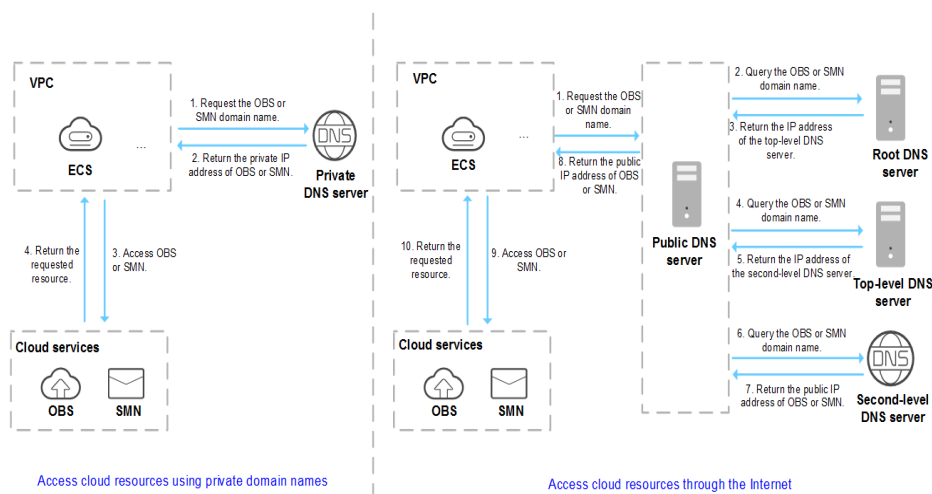 VPC
ECS
...
1. Request the OBS or
SMN domain name.
2. Return the private IP
address of OBS or SMN.
DNS
Private
DNS server
4. Return the
requested
resource.
3. Access OBS
or SMN.
Cloud services
OBS
SMN
Access cloud resources using private domain names
VPC
ECS
...
1. Request the OBS
or SMN domain
name.
8. Return the public
IP address of OBS
or SMN.
Public DNS
server
2. Query the OBS or SMN
domain name.
3. Return the IP address
of the top-level DNS
server.
Root DNS
server
4. Query the OBS or SMN
domain name.
5. Return the IP address of
the second-level DNS server.
Top-level DNS
server
6. Query the OBS or SMN
domain name.
7. Return the public IP
address of OBS or SMN.
DNS
Second-level
DNS server
10. Return the
requested
resource.
9. Access OBS or
SMN.
Cloud services
OBS
SMN
Access cloud resources through the Internet